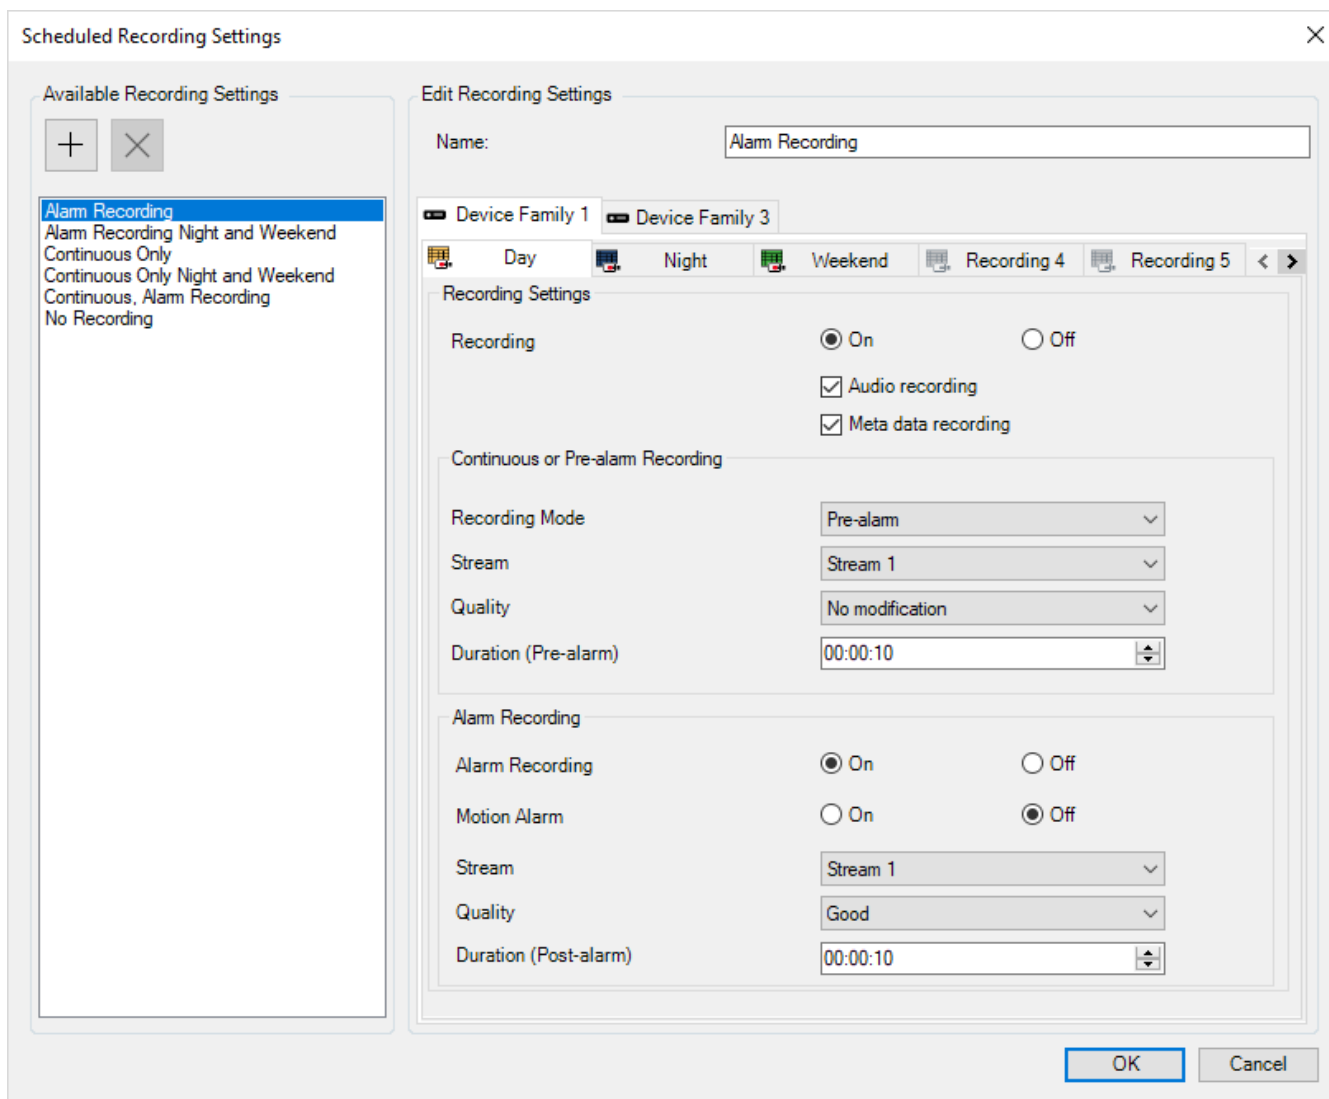 Scheduled Recording Settings
Available Recording Settings
Alarm Recording
Alarm Recording Night and Weekend
Continuous Only
Continuous Only Night and Weekend
Continuous, Alarm Recording
No Recording
Edit Recording Settings
Name: Alarm Recording
Device Family 1 Device Family 3
Day Night Weekend Recording 4 Recording 5
Recording Settings
Recording On Off
Audio recording
Meta data recording
Continuous or Pre-alarm Recording
Recording Mode Pre-alarm
Stream Stream 1
Quality No modification
Duration (Pre-alarm) 00:00:10
Alarm Recording
Alarm Recording On Off
Motion Alarm On Off
Stream Stream 1
Quality Good
Duration (Post-alarm) 00:00:10
OK Cancel